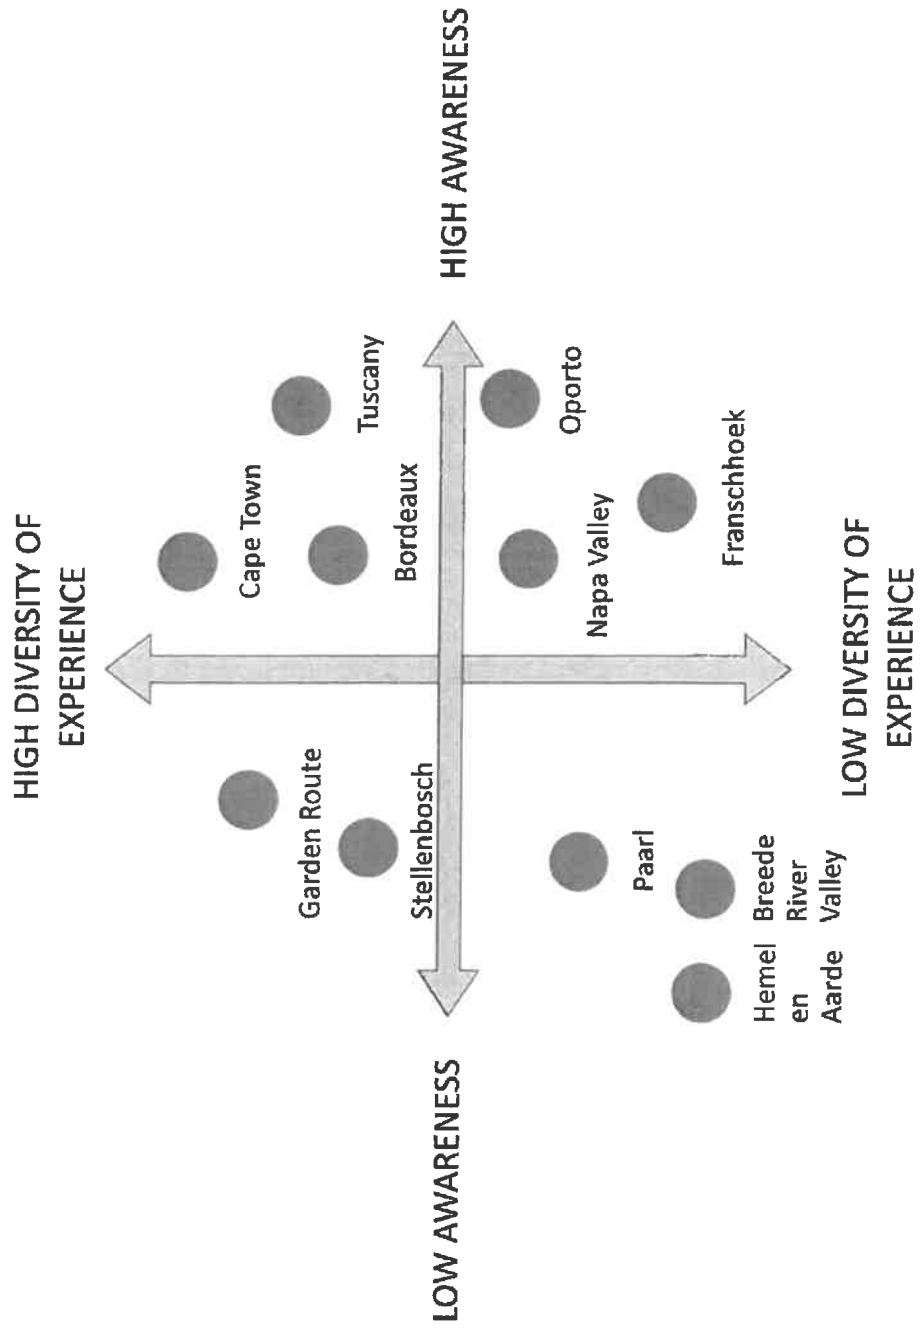 HIGH DIVERSITY OF
EXPERIENCE
Cape Town
Garden Route
Tuscany
Bordeaux
Stellenbosch
LOW AWARENESS
HIGH AWARENESS
Oporto
Napa Valley
Paarl
Franschhoek
Hemel
en
Aarde
Breede
River
Valley
LOW DIVERSITY OF
EXPERIENCE